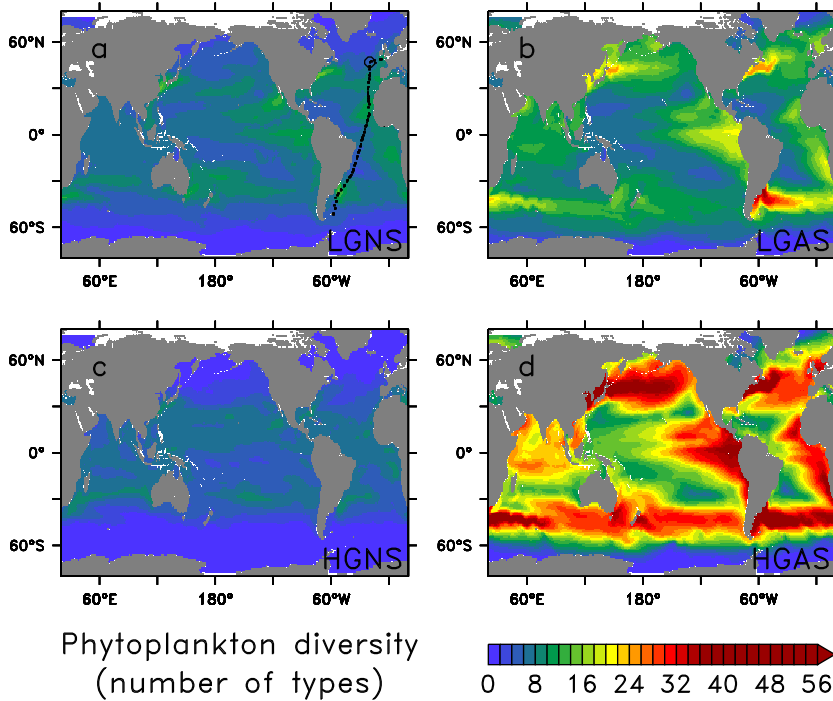 60°N
0°
60°S
a
LGNS
60°E
180°
60°W
b
LGAS
60°E
180°
60°W
60°N
0°
60°S
c
HGNS
60°E
180°
60°W
60°N
0°
60°S
d
HGAS
60°E
180°
60°W
60°N
0°
60°S
Phytoplankton diversity
(number of types)
0 8 16 24 32 40 48 56